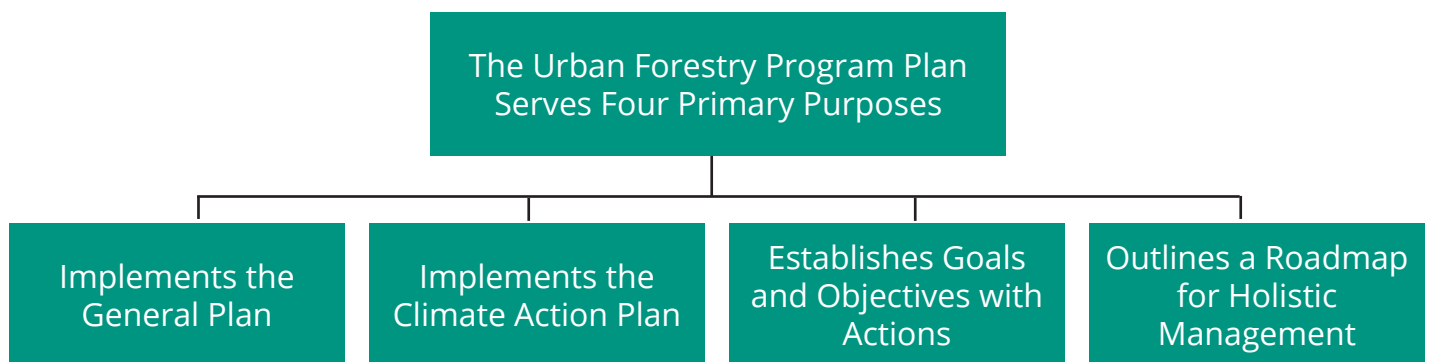 The Urban Forestry Program Plan
Serves Four Primary Purposes
Implements the
General Plan
Implements the
Climate Action Plan
Establishes Goals
and Objectives with
Actions
Outlines a Roadmap
for Holistic
Management